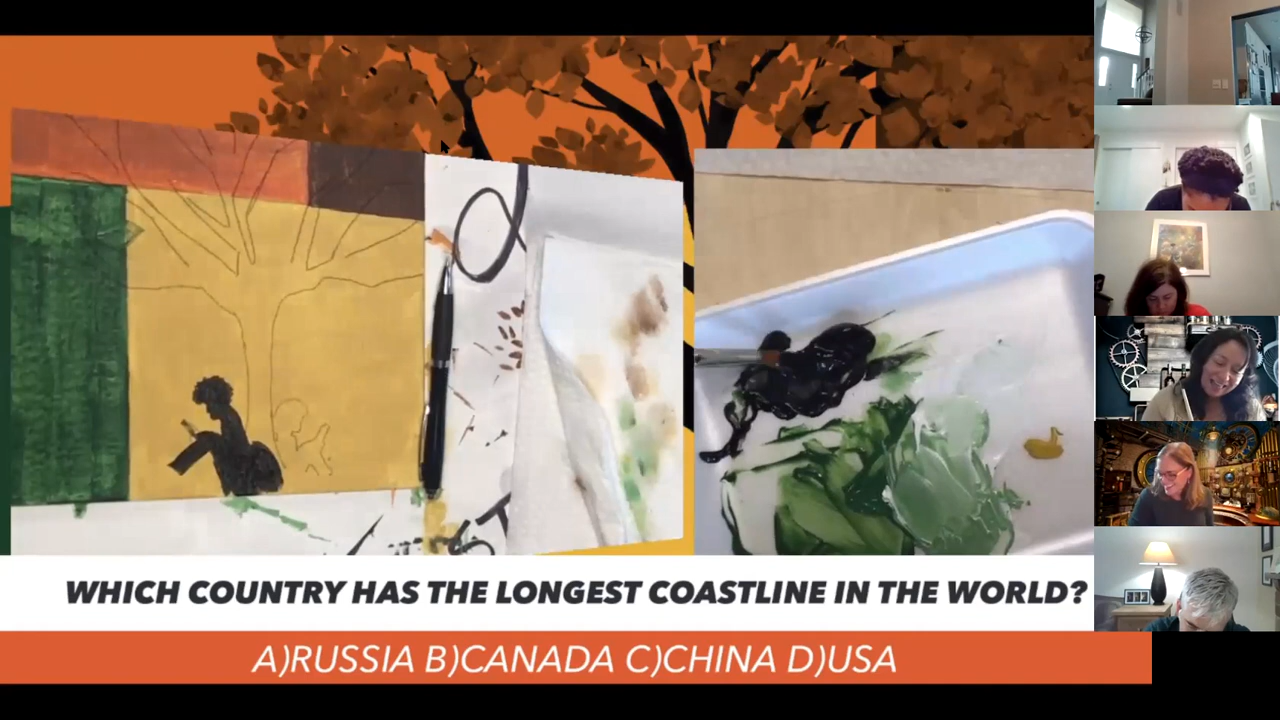 WHICH COUNTRY HAS THE LONGEST COASTLINE IN THE WORLD?
A)RUSSIA B)CANADA C)CHINA D)USA